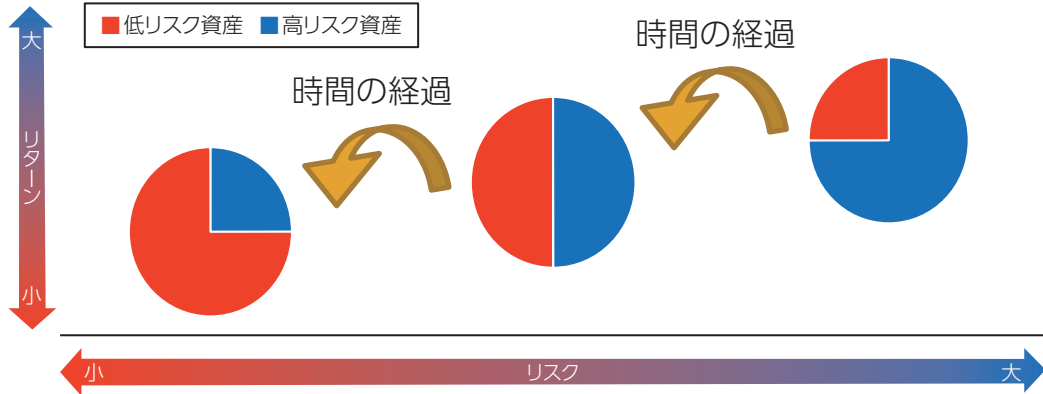 大
低リスク資産 高リスク資産
時間の経過
時間の経過
リターン
小
小 リスク 大